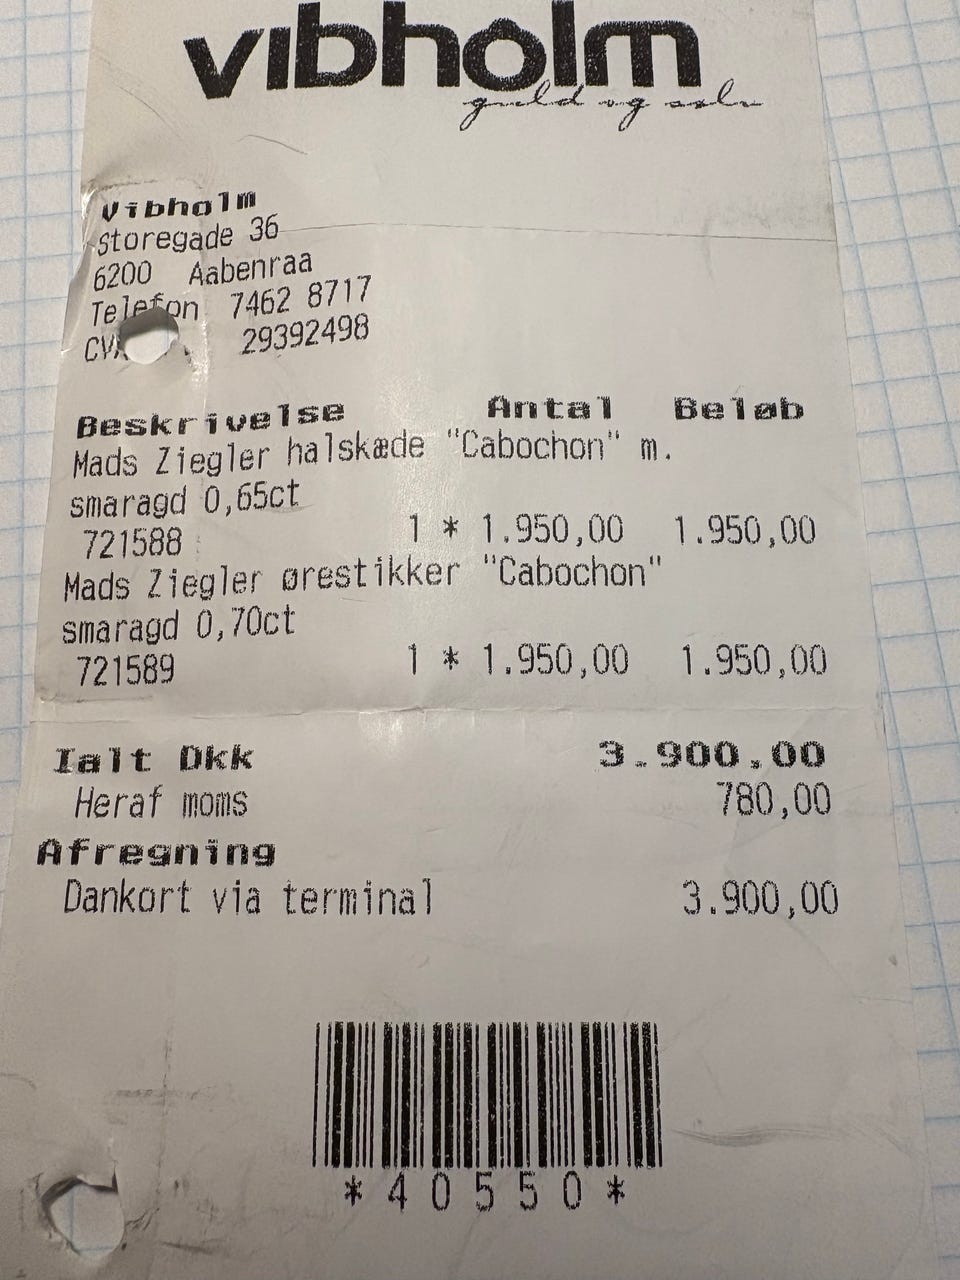 vibholm
guld og sølv
Vibholm
Storegade 36
6200 Aabenraa
Telefon 7462 8717
29392498
Beskrivelse Antal Beløb
Mads Ziegler halskæde "Cabochon" m.
smaragd 0,65ct
721588 1 * 1.950,00 1.950,00
Mads Ziegler ørestikker "Cabochon"
smaragd 0,70ct
721589 1 * 1.950,00 1.950,00
Ialt Dkk 3.900,00
Heraf moms 780,00
Afregning
Dankort via terminal 3.900,00
*40550*